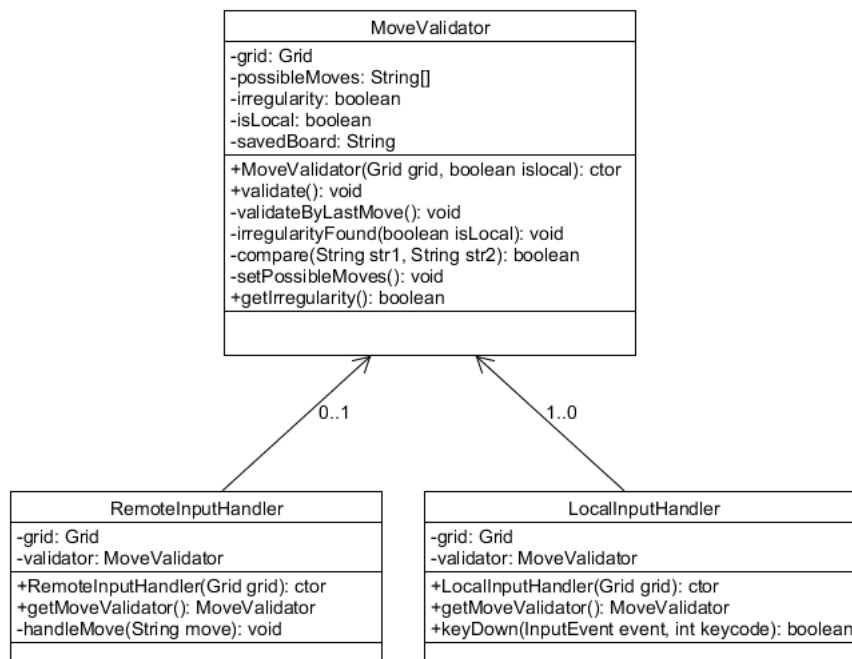 MoveValidator
-grid: Grid
-possibleMoves: String[]
-irregularity: boolean
-isLocal: boolean
-savedBoard: String
+MoveValidator(Grid grid, boolean islocal): ctor
+validate(): void
-validateByLastMove(): void
-irregularityFound(boolean isLocal): void
-compare(String str1, String str2): boolean
-setPossibleMoves(): void
+getIrregularity(): boolean
0..1
1..0
RemoteInputHandler
-grid: Grid
-validator: MoveValidator
+RemoteInputHandler(Grid grid): ctor
+getMoveValidator(): MoveValidator
-handleMove(String move): void
LocalInputHandler
-grid: Grid
-validator: MoveValidator
+LocalInputHandler(Grid grid): ctor
+getMoveValidator(): MoveValidator
+keyDown(InputEvent event, int keycode): boolean